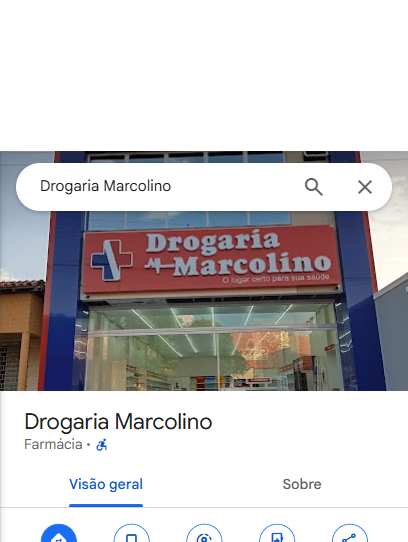 Drogaria Marcolino
Drogaria
Marcolino
O lugar certo para sua saúde
Drogaria Marcolino
Farmácia ·
Visão geral
Sobre